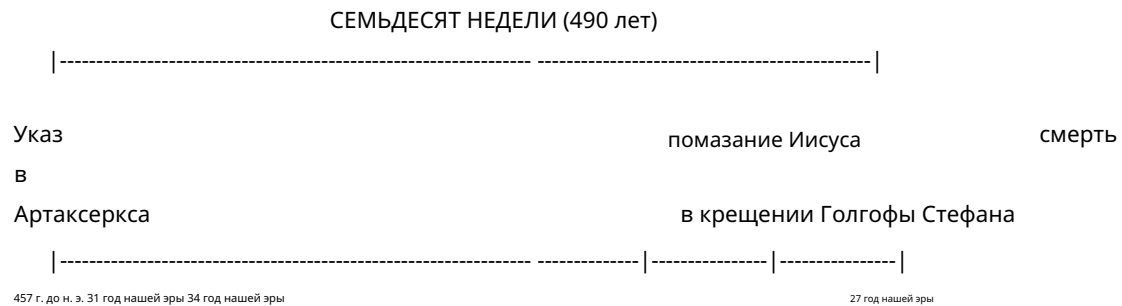 СЕМЬДЕСЯТ НЕДЕЛИ (490 лет)
|----------------------------------------------------------------- ----------------------------------------------|
Указ помазание Иисуса смерть
в
Артаксеркса в крещении Голгофы Стефана
|----------------------------------------------------------------- --------------|----------------|----------------|
457 г. до н. э. 31 год нашей эры 34 год нашей эры 27 год нашей эры